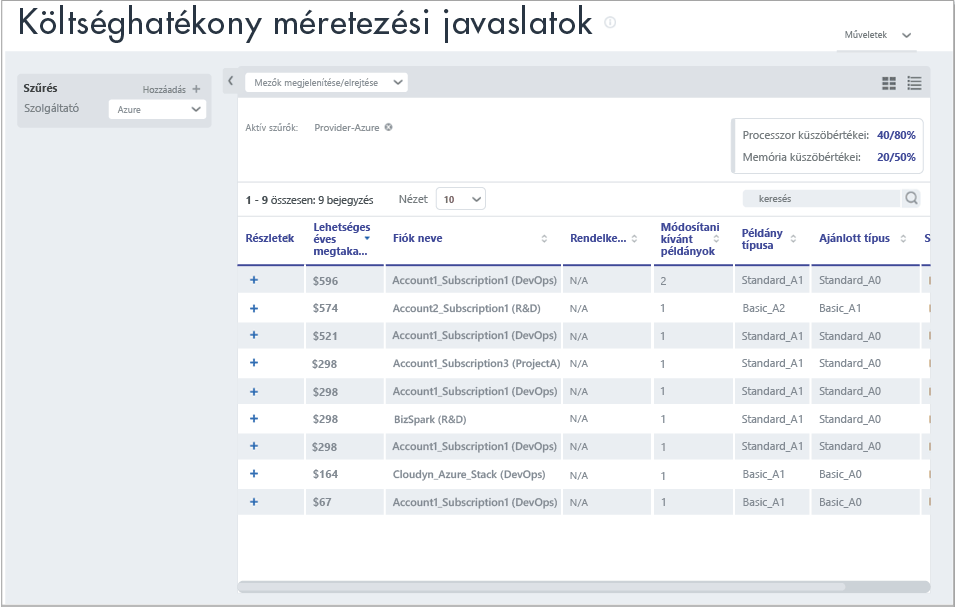 Költséghatékony méretezési javaslatok
Műveletek
Szűrés
Hozzáadás +
Szolgáltató
Azure
Mezők megjelenítése/elrejtése
Aktív szűrők: Provider-Azure
Processzor küszöbértékei: 40/80%
Memória küszöbértékei: 20/50%
1 - 9 összesen: 9 bejegyzés Nézet 10
keresés
Részletek Lehetséges éves megtaka... Fiók neve Rendelke... Módosítani kívánt példányok Példány típusa Ajánlott típus S
+ $596 Account1_Subscription1 (DevOps) N/A 2 Standard_A1 Standard_A0
+ $574 Account2_Subscription1 (R&D) N/A 1 Basic_A2 Basic_A1
+ $521 Account1_Subscription1 (DevOps) N/A 1 Standard_A1 Standard_A0
+ $298 Account1_Subscription3 (ProjectA) N/A 1 Standard_A1 Standard_A0
+ $298 Account1_Subscription1 (DevOps) N/A 1 Standard_A1 Standard_A0
+ $298 BizSpark (R&D) N/A 1 Standard_A1 Standard_A0
+ $298 Account1_Subscription1 (DevOps) N/A 1 Standard_A1 Standard_A0
+ $164 Cloudyn_Azure_Stack (DevOps) N/A 1 Basic_A1 Basic_A0
+ $67 Account1_Subscription1 (DevOps) N/A 1 Basic_A1 Basic_A0